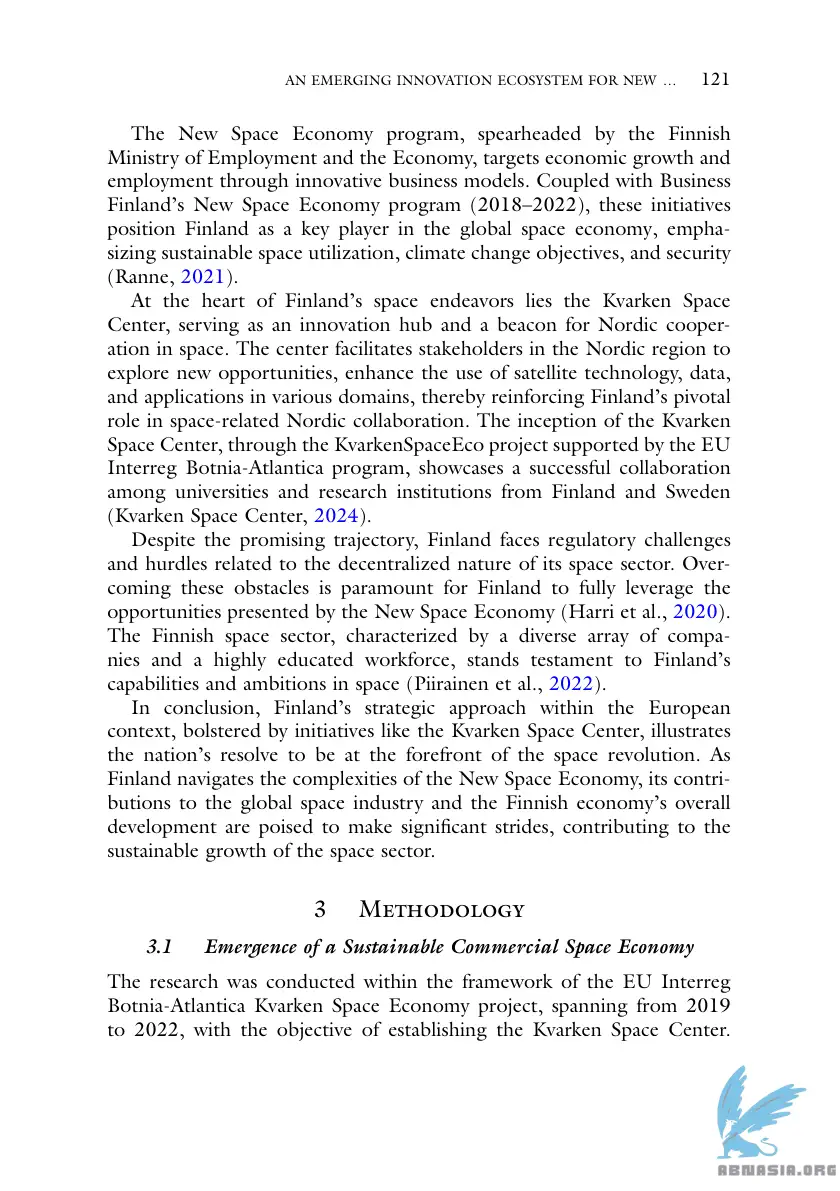 AN EMERGING INNOVATION ECOSYSTEM FOR NEW … 121
The New Space Economy program, spearheaded by the Finnish
Ministry of Employment and the Economy, targets economic growth and
employment through innovative business models. Coupled with Business
Finland’s New Space Economy program (2018–2022), these initiatives
position Finland as a key player in the global space economy, empha-
sizing sustainable space utilization, climate change objectives, and security
(Ranne, 2021).
At the heart of Finland’s space endeavors lies the Kvarken Space
Center, serving as an innovation hub and a beacon for Nordic cooper-
ation in space. The center facilitates stakeholders in the Nordic region to
explore new opportunities, enhance the use of satellite technology, data,
and applications in various domains, thereby reinforcing Finland’s pivotal
role in space-related Nordic collaboration. The inception of the Kvarken
Space Center, through the KvarkenSpaceEco project supported by the EU
Interreg Botnia-Atlantica program, showcases a successful collaboration
among universities and research institutions from Finland and Sweden
(Kvarken Space Center, 2024).
Despite the promising trajectory, Finland faces regulatory challenges
and hurdles related to the decentralized nature of its space sector. Over-
coming these obstacles is paramount for Finland to fully leverage the
opportunities presented by the New Space Economy (Harri et al., 2020).
The Finnish space sector, characterized by a diverse array of compa-
nies and a highly educated workforce, stands testament to Finland’s
capabilities and ambitions in space (Piirainen et al., 2022).
In conclusion, Finland’s strategic approach within the European
context, bolstered by initiatives like the Kvarken Space Center, illustrates
the nation’s resolve to be at the forefront of the space revolution. As
Finland navigates the complexities of the New Space Economy, its contri-
butions to the global space industry and the Finnish economy’s overall
development are poised to make significant strides, contributing to the
sustainable growth of the space sector.
3 Methodology
3.1 Emergence of a Sustainable Commercial Space Economy
The research was conducted within the framework of the EU Interreg
Botnia-Atlantica Kvarken Space Economy project, spanning from 2019
to 2022, with the objective of establishing the Kvarken Space Center.
ABNASIA.ORG